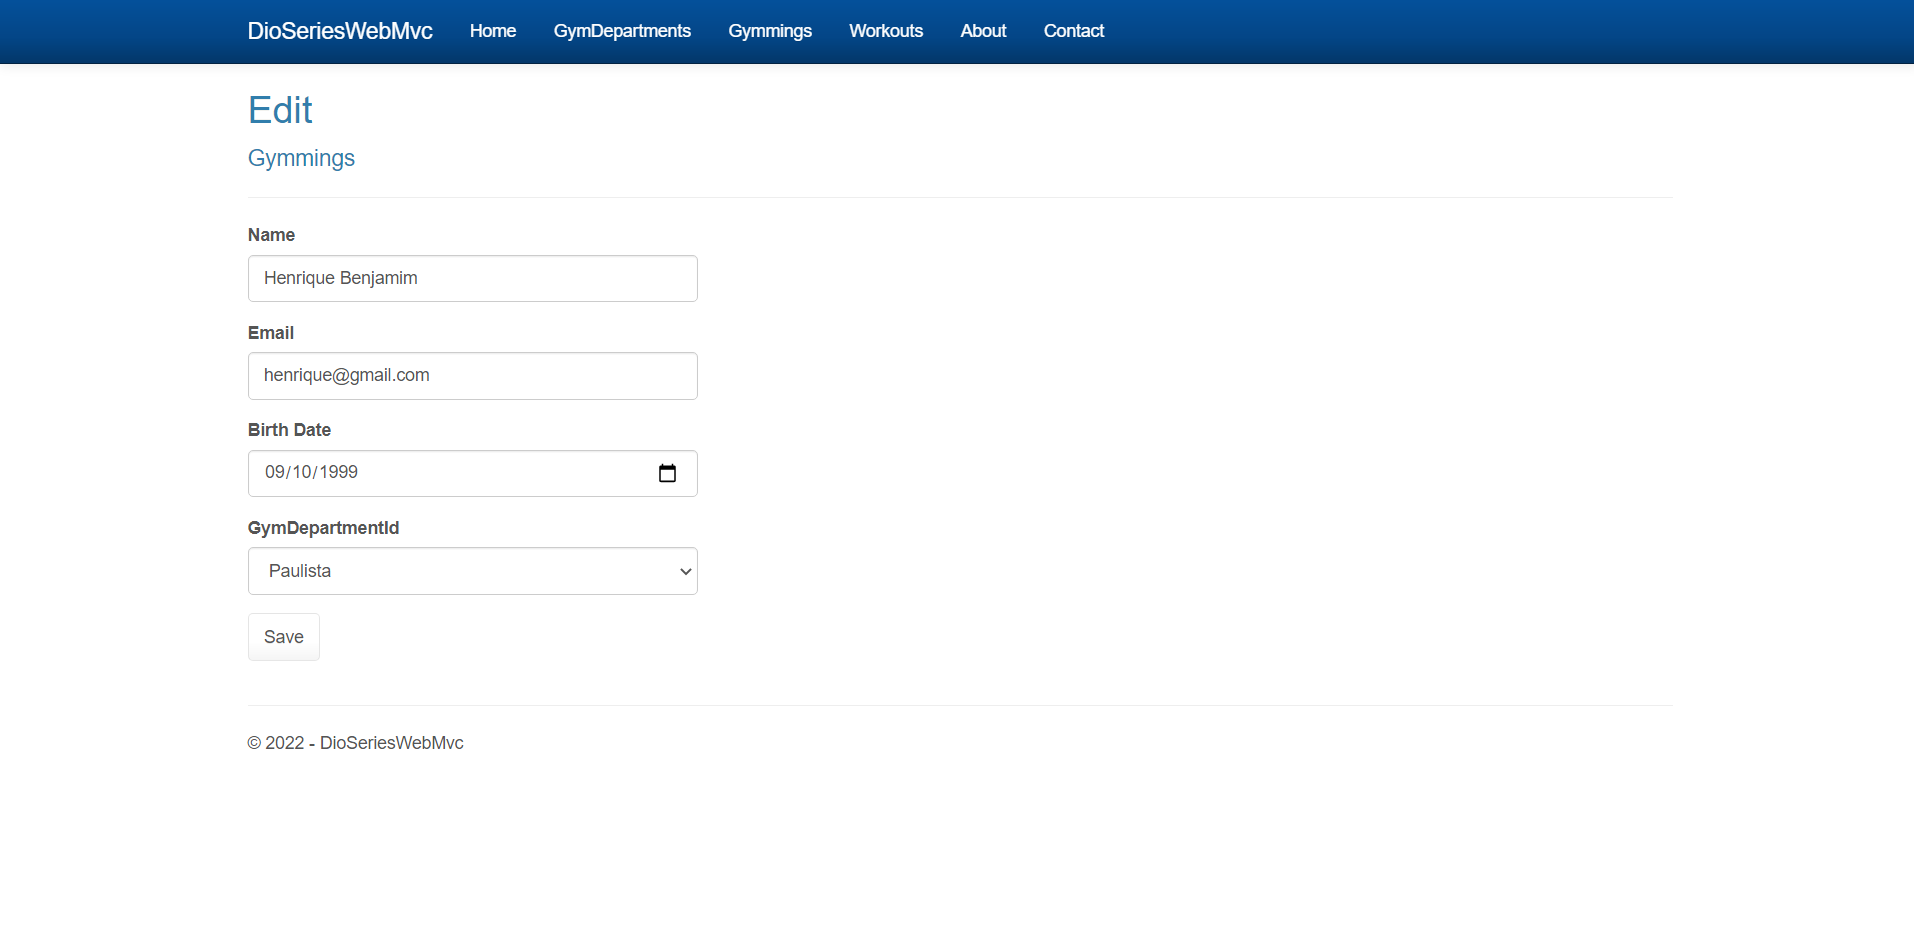 DioSeriesWebMvc Home GymDepartments Gymmings Workouts About Contact
Edit
Gymmings
Name
Henrique Benjamim
Email
henrique@gmail.com
Birth Date
09/10/1999
GymDepartmentId
Paulista
Save
© 2022 - DioSeriesWebMvc